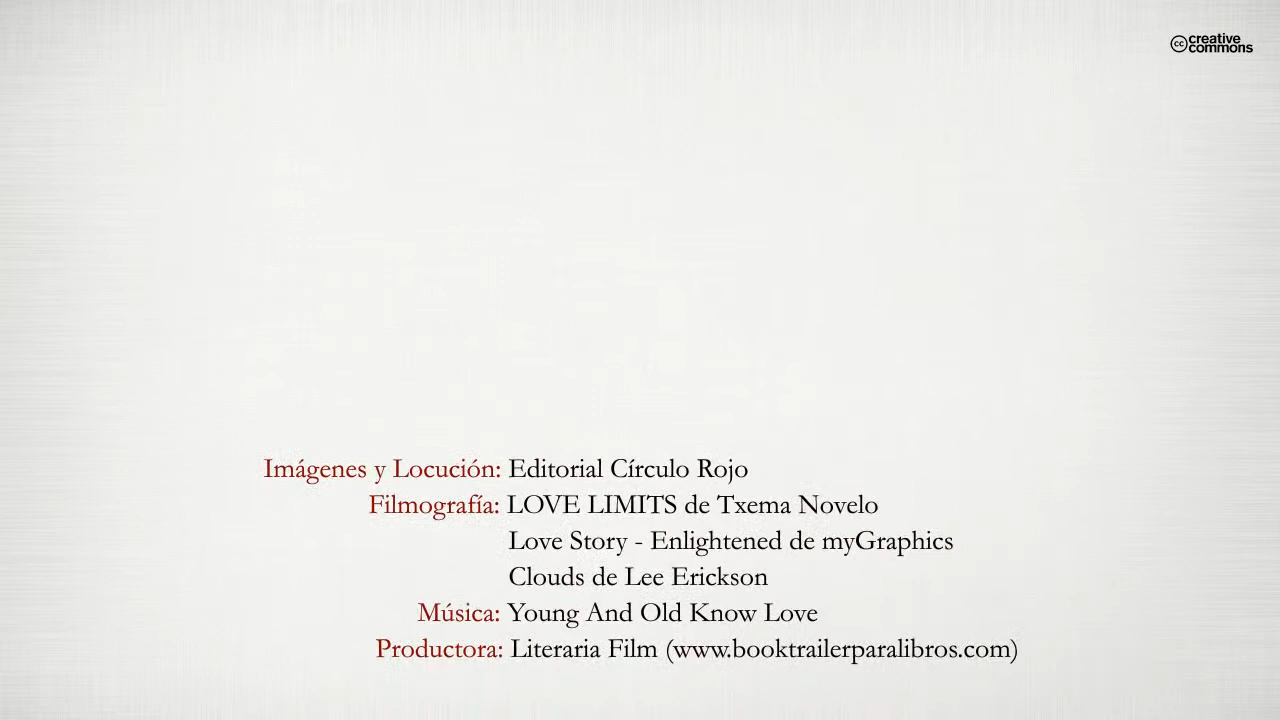 creative
commons
Imágenes y Locución: Editorial Círculo Rojo
Filmografía: LOVE LIMITS de Txema Novelo
Love Story - Enlightened de myGraphics
Clouds de Lee Erickson
Música: Young And Old Know Love
Productora: Literaria Film (www.booktrailerparalibros.com)